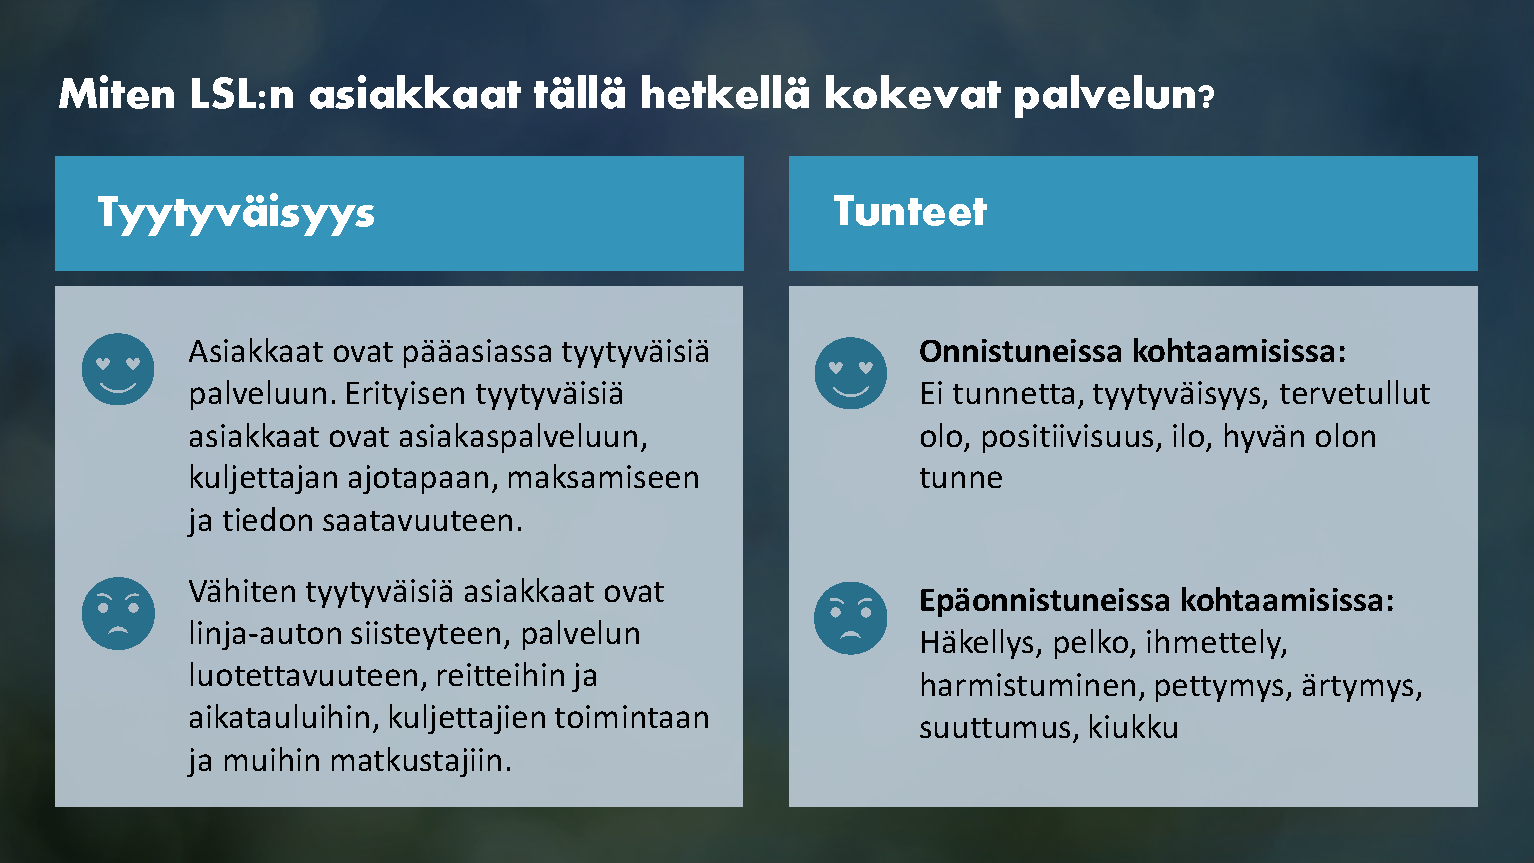 Miten LSL:n asiakkaat tällä hetkellä kokevat palvelun?
Tyytyväisyys
Asiakkaat ovat pääasiassa tyytyväisiä
palveluun. Erityisen tyytyväisiä
asiakkaat ovat asiakaspalveluun,
kuljettajan ajotapaan, maksamiseen
ja tiedon saatavuuteen.
Vähiten tyytyväisiä asiakkaat ovat
linja-auton siisteyteen, palvelun
luotettavuuteen, reitteihin ja
aikatauluihin, kuljettajien toimintaan
ja muihin matkustajiin.
Tunteet
Onnistuneissa kohtaamisissa:
Ei tunnetta, tyytyväisyys, tervetullut
olo, positiivisuus, ilo, hyvän olon
tunne
Epäonnistuneissa kohtaamisissa:
Häkellys, pelko, ihmettely,
harmistuminen, pettymys, ärtymys,
suuttumus, kiukku